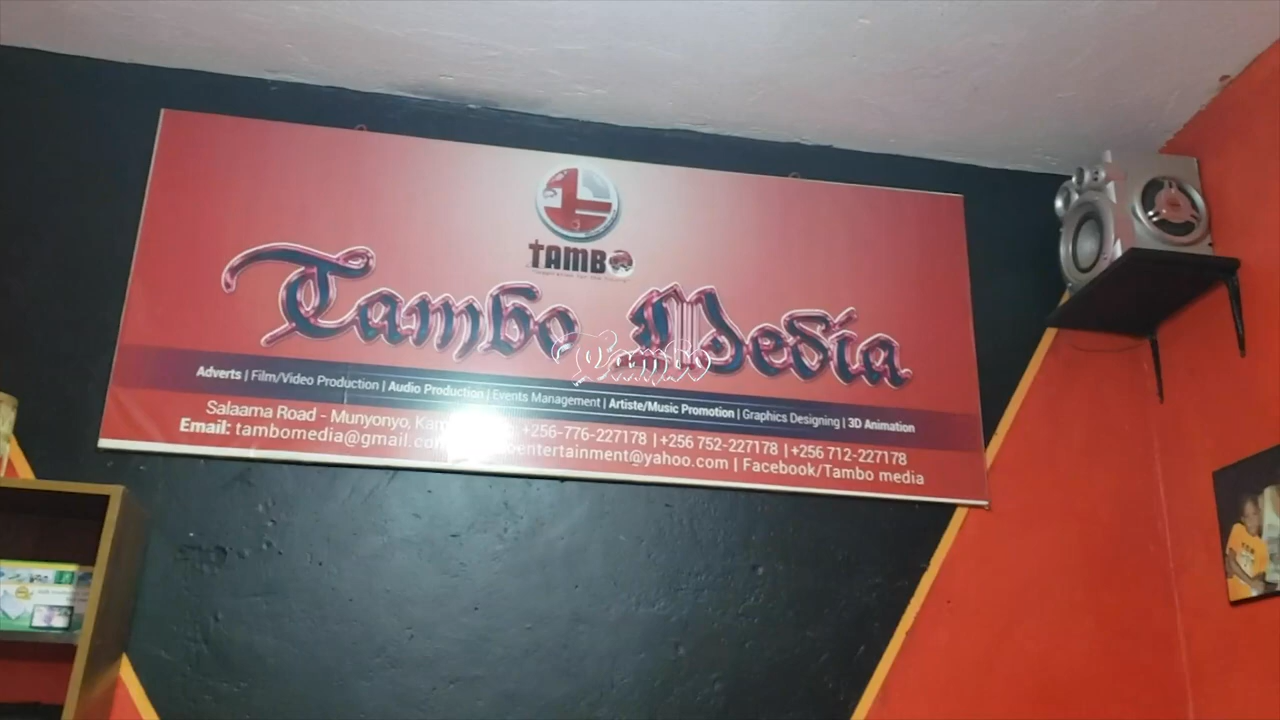 TAMBO
Tambo Media
Tambo
Adverts | Film/Video Production | Audio Production | Events Management | Artiste/Music Promotion | Graphics Designing | 3D Animation
Salaama Road - Munyonyo, +256-776-227178 | +256 752-227178 | +256 712-227178
Email: tambomedia@gmail. entertainment@yahoo.com | Facebook/Tambo media